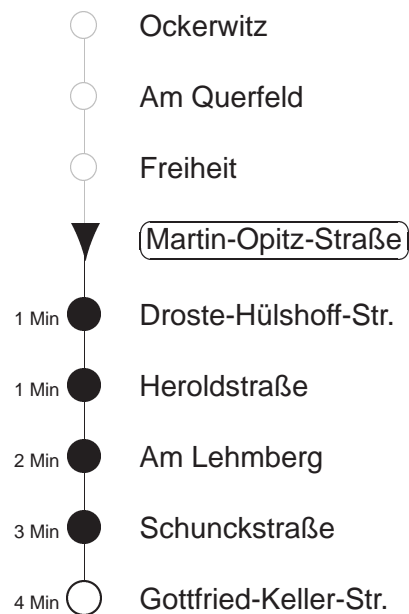 Ockerwitz
Am Querfeld
Freiheit
Martin-Opitz-Straße
1 Min Droste-Hülshoff-Str.
1 Min Heroldstraße
2 Min Am Lehmberg
3 Min Schunckstraße
4 Min Gottfried-Keller-Str.